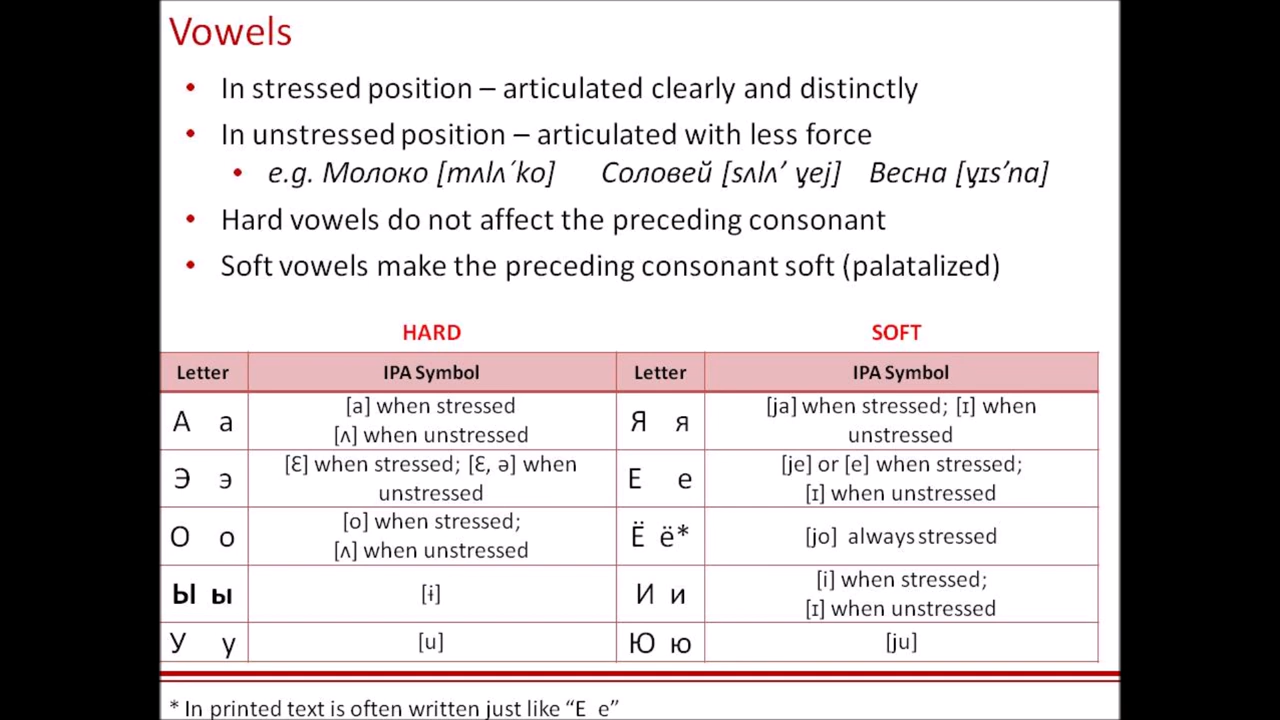 Vowels
• In stressed position – articulated clearly and distinctly
• In unstressed position – articulated with less force
• e.g. Молоко [mʌlʌ´ko] Соловей [sʌlʌ’ v̡ej] Весна [v̡ɪs’na]
• Hard vowels do not affect the preceding consonant
• Soft vowels make the preceding consonant soft (palatalized)
HARD SOFT
Letter IPA Symbol Letter IPA Symbol
А а [a] when stressed
[ʌ] when unstressed
Я я [ja] when stressed; [ɪ] when
unstressed
Э э [Ɛ] when stressed; [Ɛ, ə] when
unstressed
Е е [je] or [e] when stressed;
[ɪ] when unstressed
О о [o] when stressed;
[ʌ] when unstressed
Ё ё* [jo] always stressed
Ы ы [ɨ]
И и [i] when stressed;
[ɪ] when unstressed
У у [u]
Ю ю [ju]
* In printed text is often written just like “Е е”